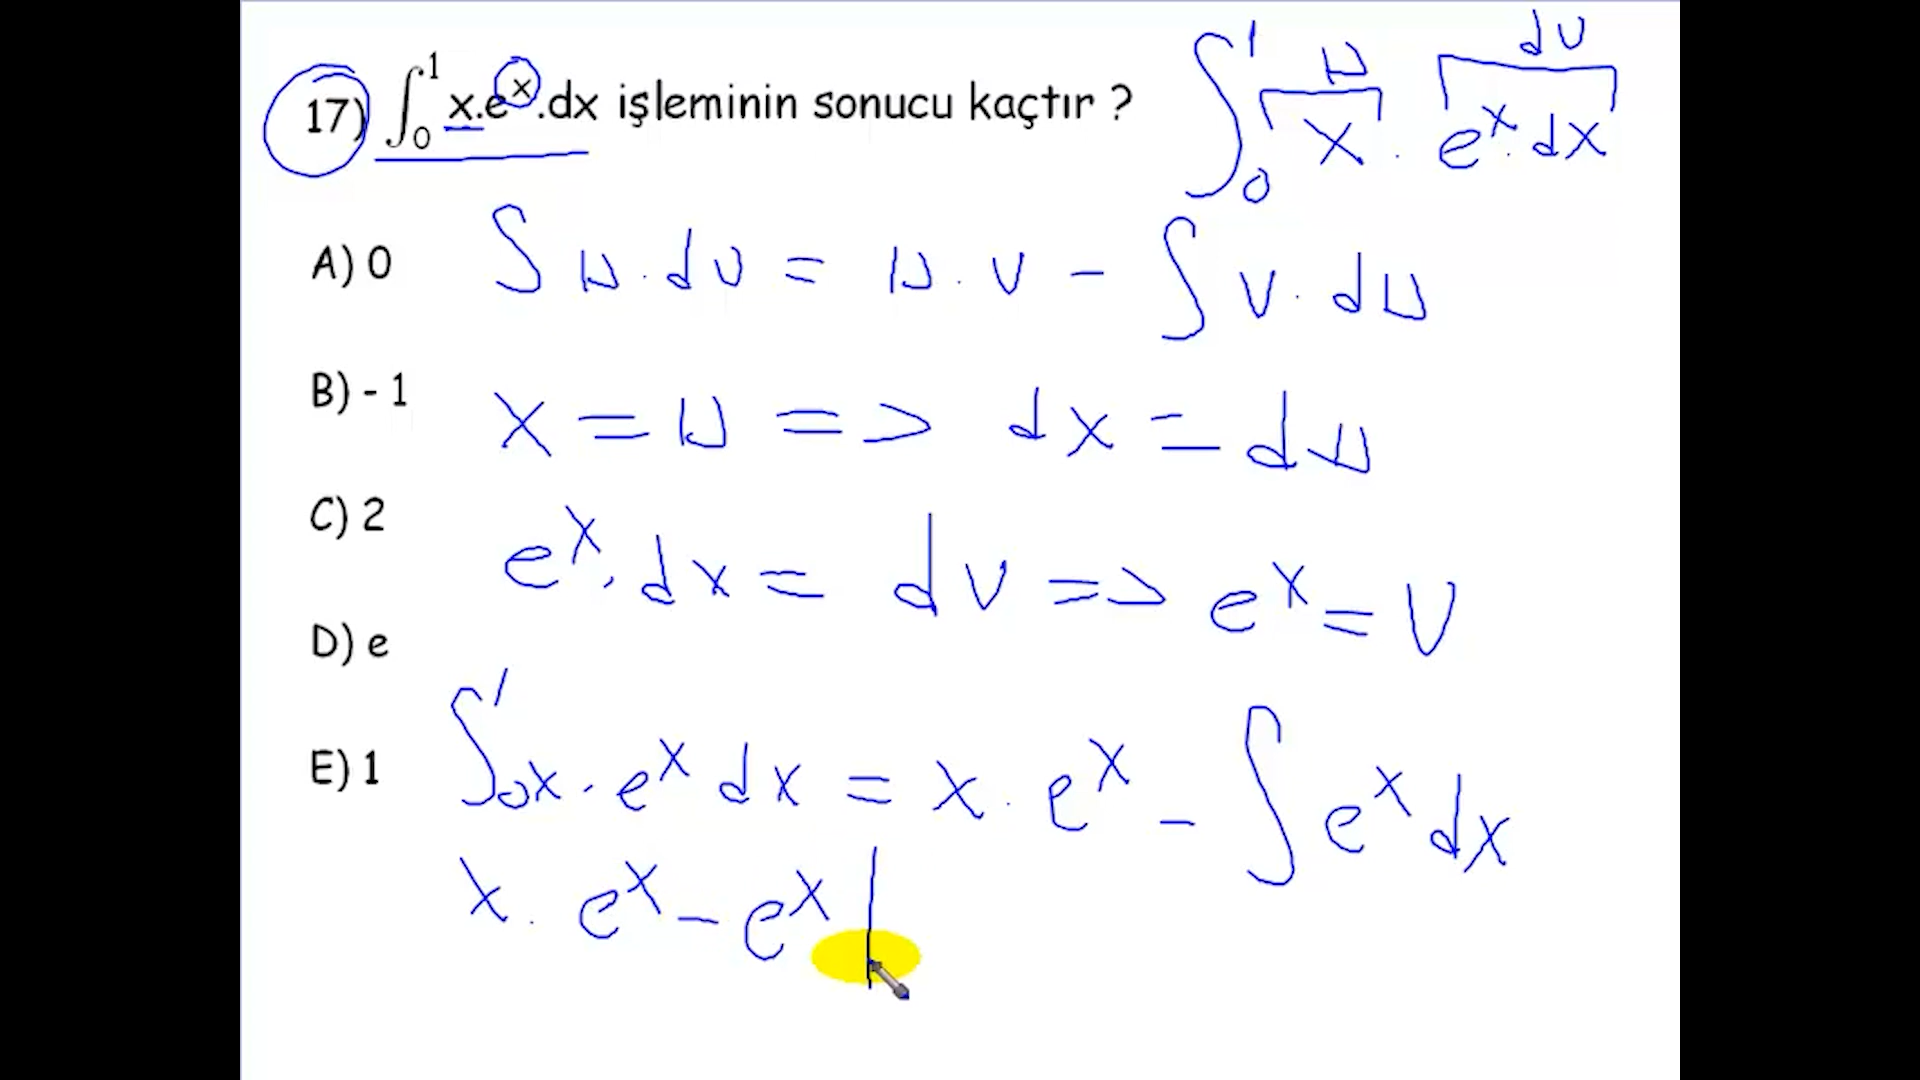 17) ∫₀¹ x.eˣ.dx işleminin sonucu kaçtır ?
∫₀¹ x . eˣ.dx
u dv
A) 0
∫ u.dv = u.v - ∫ v.du
B) - 1
x = u => dx = du
C) 2
eˣ.dx = dv => eˣ = v
D) e
E) 1
∫₀¹ x.eˣ dx = x.eˣ - ∫ eˣ dx
x.eˣ - eˣ |